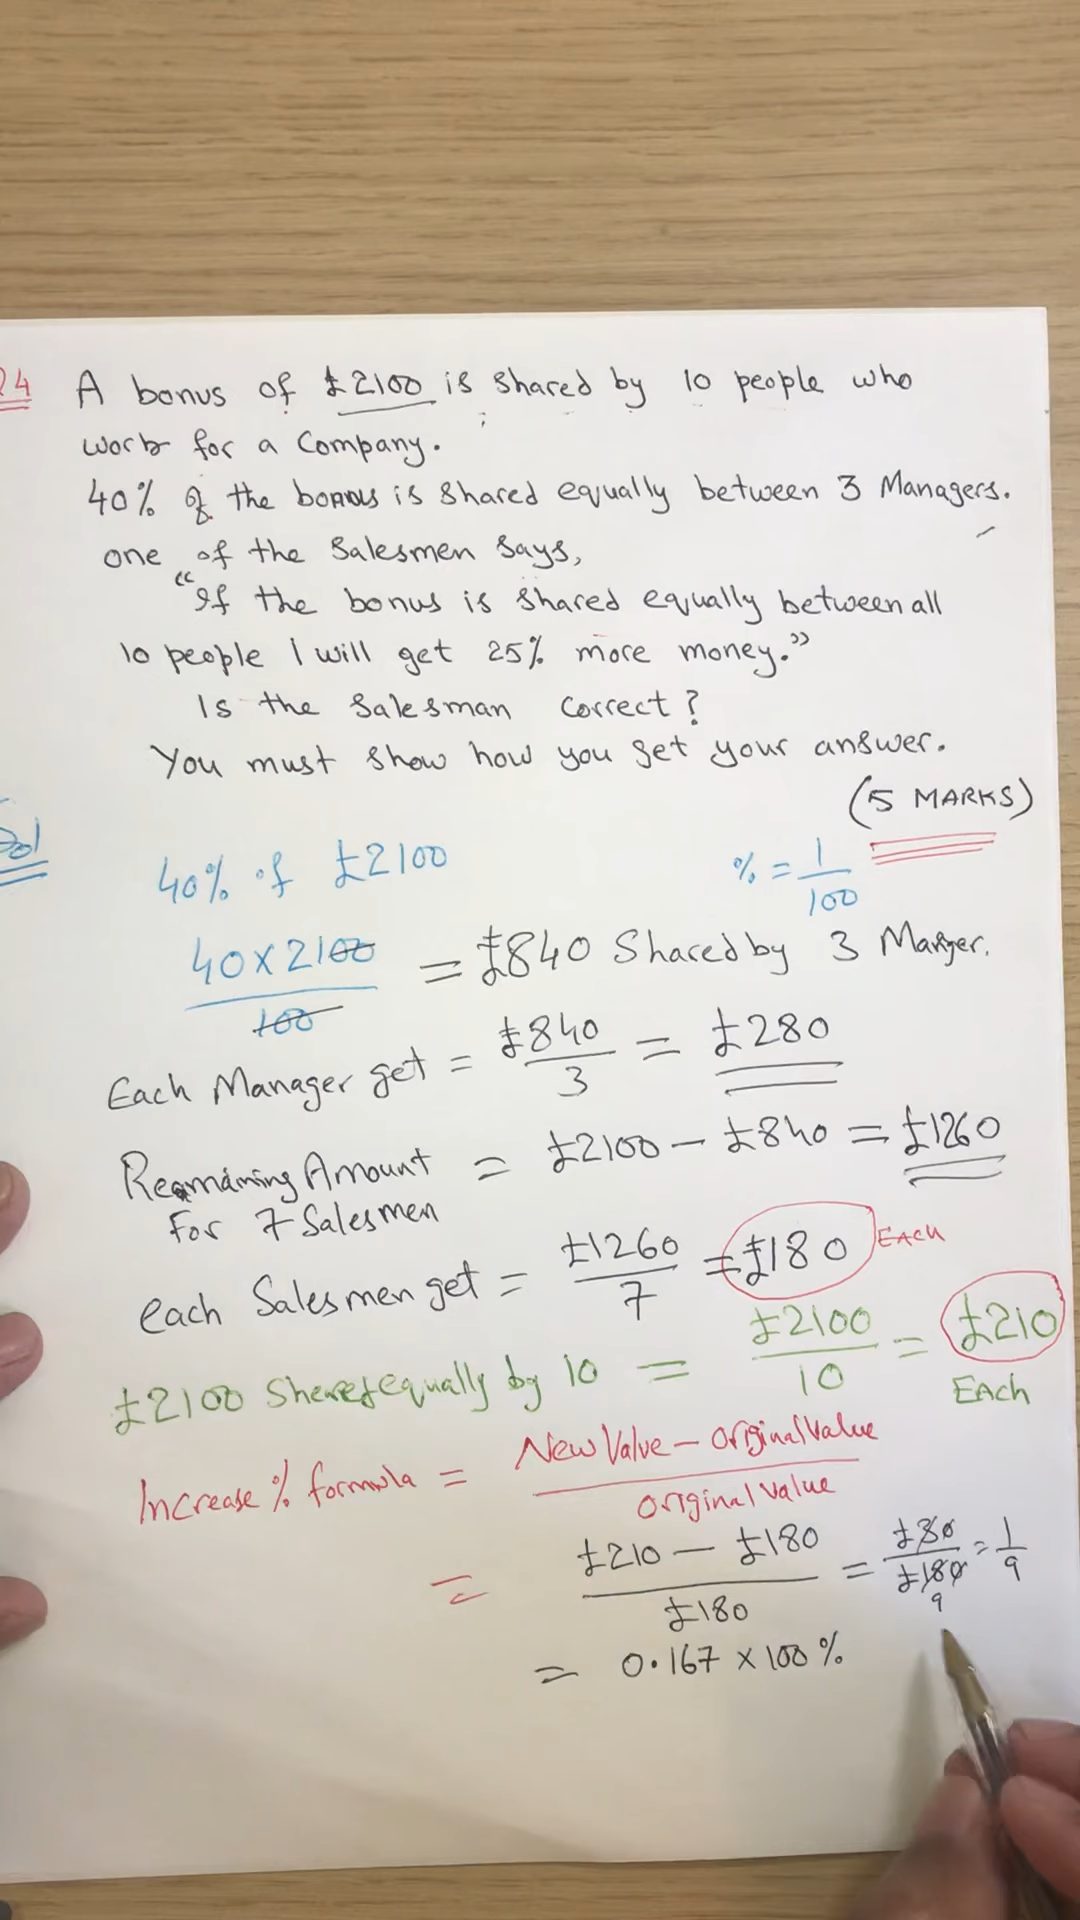 24 A bonus of £2100 is shared by 10 people who
work for a Company.
40% of the bonus is shared equally between 3 Managers.
one of the Salesmen says,
"If the bonus is shared equally between all
10 people I will get 25% more money."
Is the Salesman correct?
You must show how you get your answer.
(5 MARKS)
Sol
40% of £2100
% = 1/100
40 x 2100 / 100 = £840 Shared by 3 Manger.
Each Manager get = £840/3 = £280
Remaining Amount = £2100 - £840 = £1260
For 7 Salesmen
each Salesmen get = £1260/7 = £180 EACH
£2100 Shared equally by 10 = £2100/10 = £210
EACH
Increase % formula = New Value - Original Value / Original Value
= £210 - £180 / £180 = £30/£180 = 1/9
9
= 0.167 x 100%